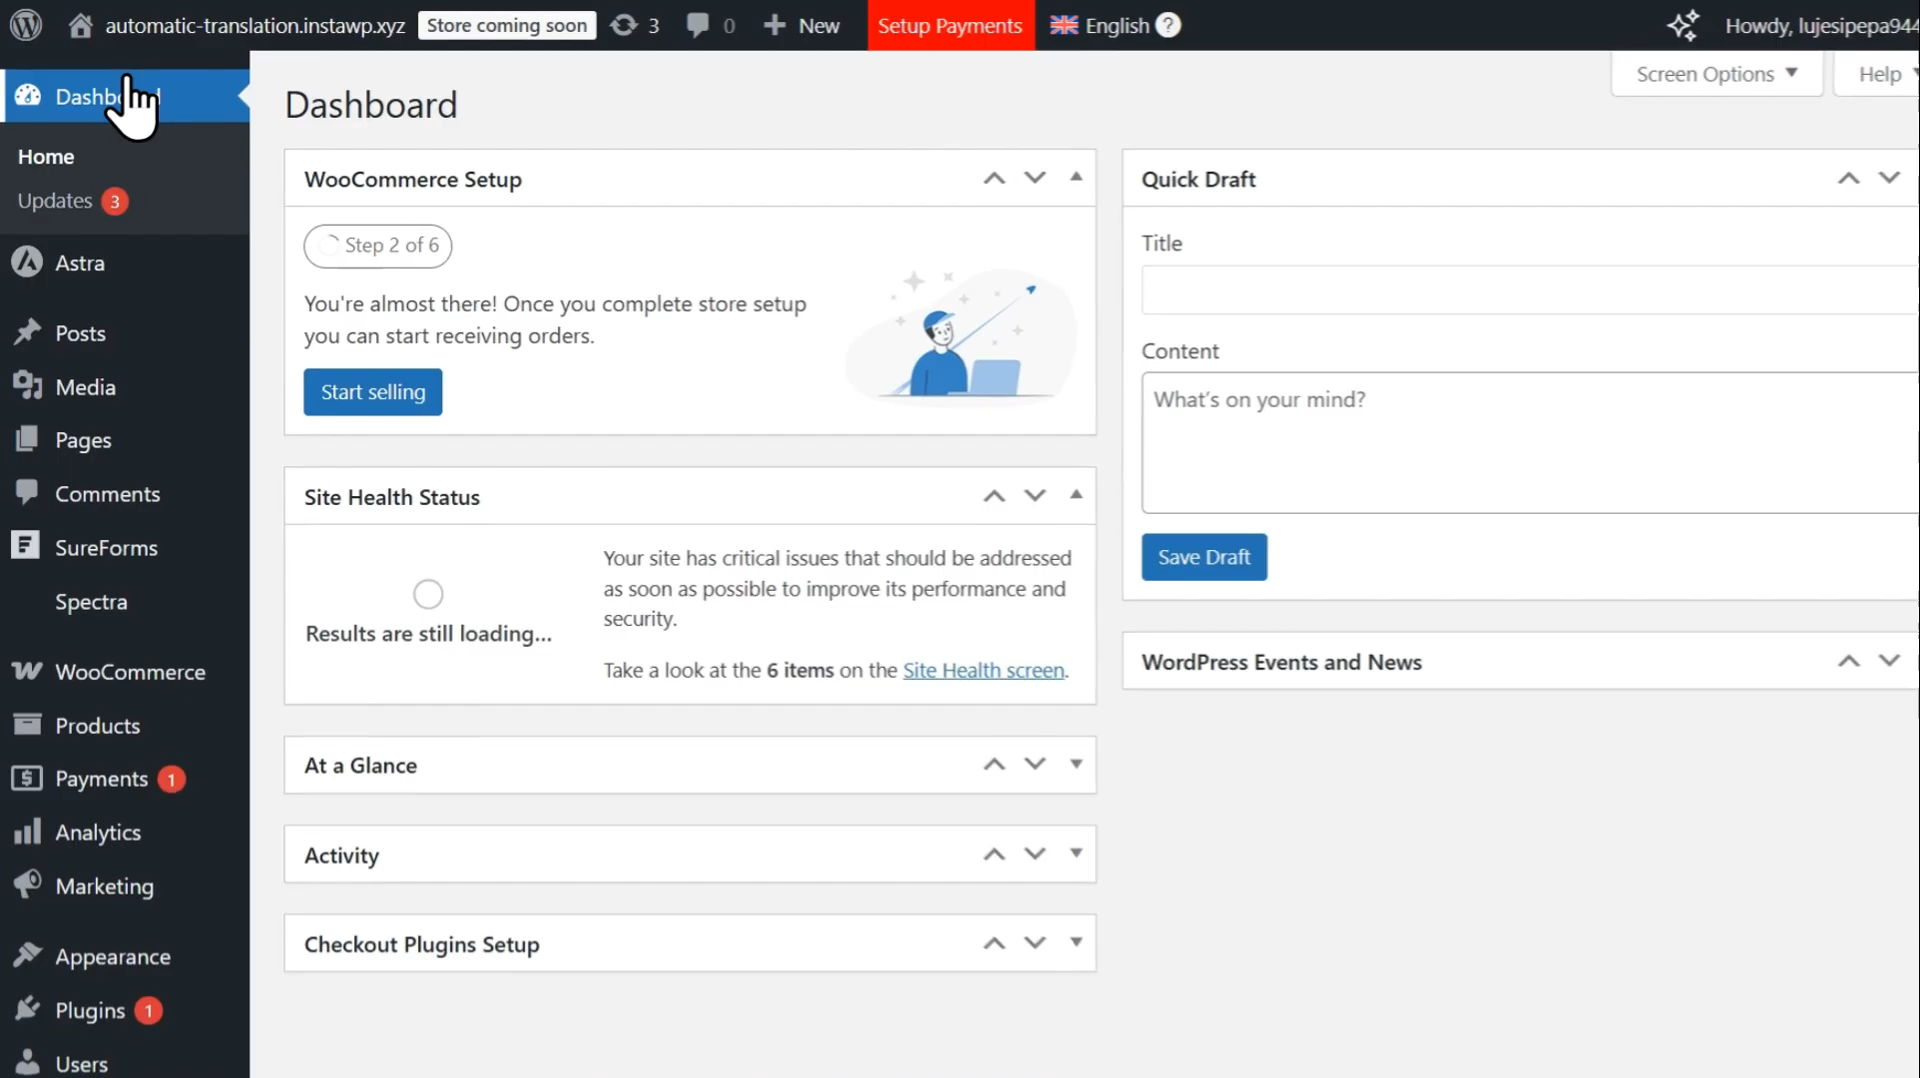 automatic-translation.instawp.xyz Store coming soon 3 0 New Setup Payments English ? Howdy, lujesipepa944
Screen Options Help
Home
Updates 3
Astra
Posts
Media
Pages
Comments
SureForms
Spectra
WooCommerce
Products
Payments 1
Analytics
Marketing
Appearance
Plugins 1
Users
Dashboard
WooCommerce Setup
Step 2 of 6
You're almost there! Once you complete store setup
you can start receiving orders.
Start selling
Site Health Status
Results are still loading...
Your site has critical issues that should be addressed
as soon as possible to improve its performance and
security.
Take a look at the 6 items on the Site Health screen.
At a Glance
Activity
Checkout Plugins Setup
Quick Draft
Title
Content
What's on your mind?
Save Draft
WordPress Events and News